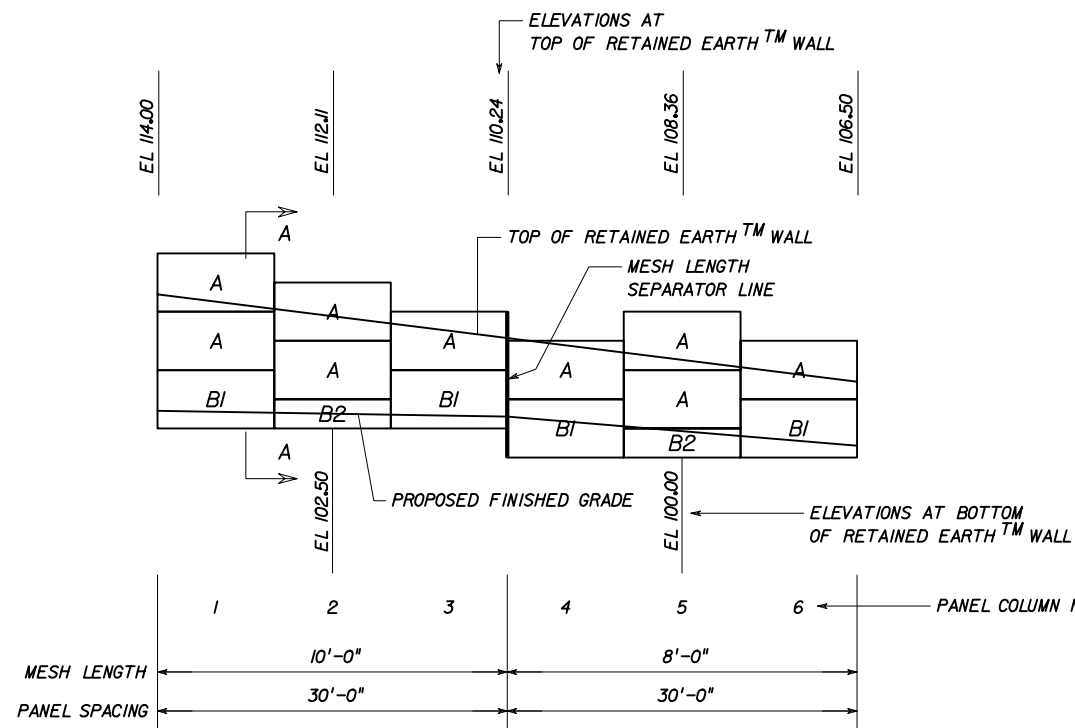 ELEVATIONS AT
TOP OF RETAINED EARTH TM WALL
EL 114.00
EL 112.11
EL 110.24
EL 108.36
EL 106.50
A
TOP OF RETAINED EARTH TM WALL
MESH LENGTH
SEPARATOR LINE
A
A
A
A
A
A
A
A
A
B1
B2
B1
B1
B2
B1
A
EL 102.50
PROPOSED FINISHED GRADE
EL 100.00
ELEVATIONS AT BOTTOM
OF RETAINED EARTH TM WALL
1 2 3 4 5 6
PANEL COLUMN
MESH LENGTH 10'-0" 8'-0"
PANEL SPACING 30'-0" 30'-0"